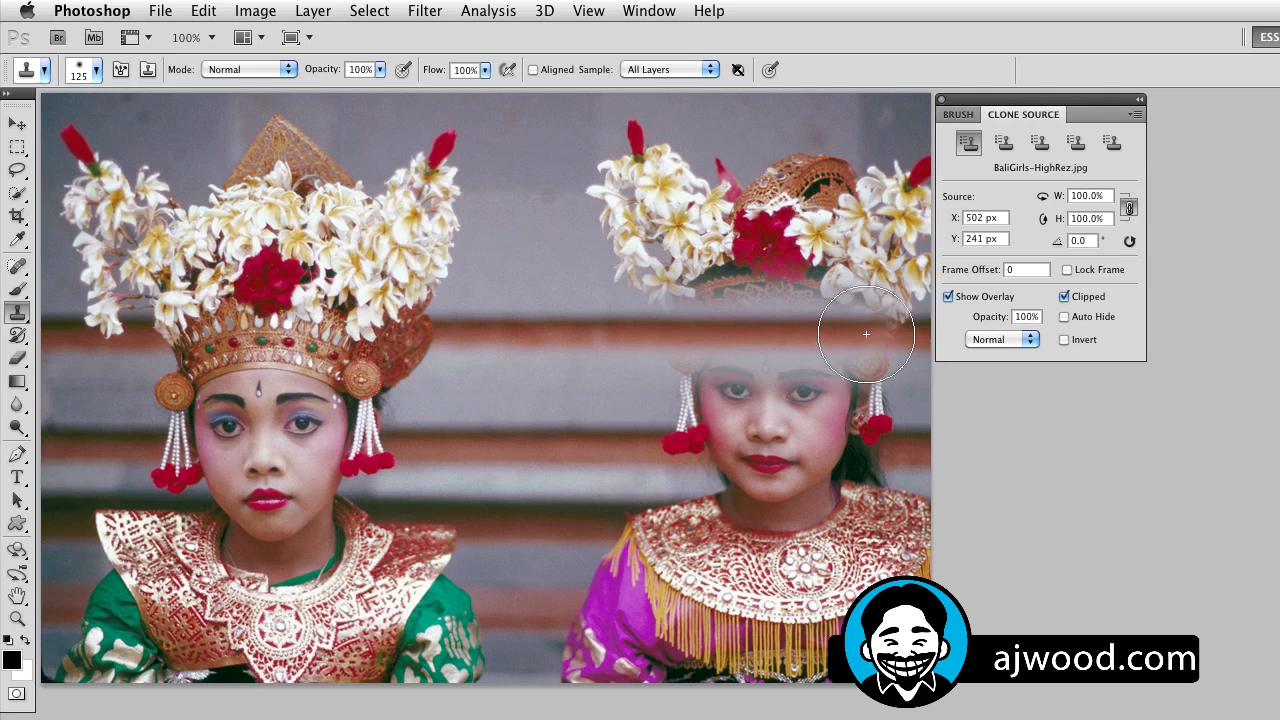 Photoshop File Edit Image Layer Select Filter Analysis 3D View Window Help
Ps Br Mb 100% ESS
125 Mode: Normal Opacity: 100% Flow: 100% Aligned Sample: All Layers
BRUSH CLONE SOURCE
BaliGirls-HighRez.jpg
Source: W: 100.0%
X: 502 px H: 100.0%
Y: 241 px 0.0 °
Frame Offset: 0 Lock Frame
Show Overlay Clipped
Opacity: 100% Auto Hide
Normal Invert
T
ajwood.com